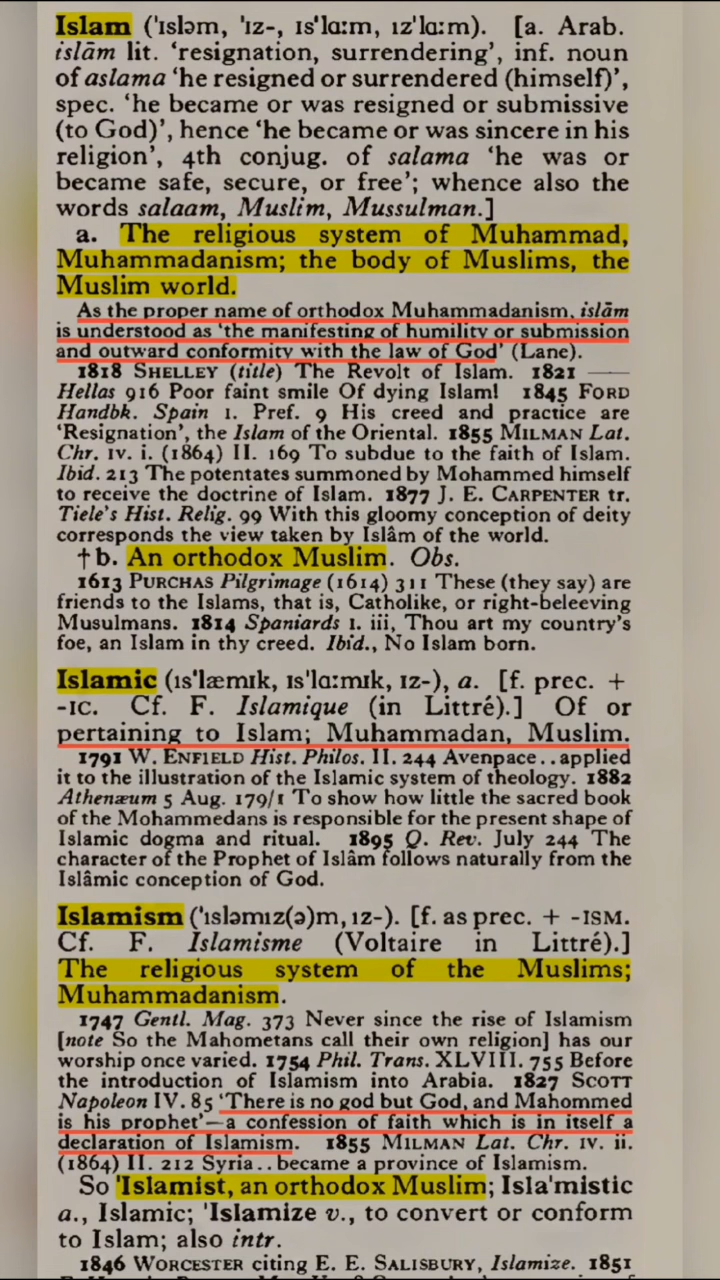 Islam ('ɪsləm, 'ɪz-, ɪs'lɑːm, ɪz'lɑːm). [a. Arab.
islām lit. ‘resignation, surrendering’, inf. noun
of aslama ‘he resigned or surrendered (himself)’,
spec. ‘he became or was resigned or submissive
(to God)’, hence ‘he became or was sincere in his
religion’, 4th conjug. of salama ‘he was or
became safe, secure, or free’; whence also the
words salaam, Muslim, Mussulman.]
a. The religious system of Muhammad,
Muhammadanism; the body of Muslims, the
Muslim world.
As the proper name of orthodox Muhammadanism, islām
is understood as ‘the manifesting of humility or submission
and outward conformity with the law of God’ (Lane).
1818 SHELLEY (title) The Revolt of Islam. 1821 ——
Hellas 916 Poor faint smile Of dying Islam! 1845 FORD
Handbk. Spain I. Pref. 9 His creed and practice are
‘Resignation’, the Islam of the Oriental. 1855 MILMAN Lat.
Chr. IV. i. (1864) II. 169 To subdue to the faith of Islam.
Ibid. 213 The potentates summoned by Mohammed himself
to receive the doctrine of Islam. 1877 J. E. CARPENTER tr.
Tiele's Hist. Relig. 99 With this gloomy conception of deity
corresponds the view taken by Islâm of the world.
†b. An orthodox Muslim. Obs.
1613 PURCHAS Pilgrimage (1614) 311 These (they say) are
friends to the Islams, that is, Catholike, or right-beleeving
Musulmans. 1814 Spaniards I. iii, Thou art my country's
foe, an Islam in thy creed. Ibid., No Islam born.
Islamic (ɪs'læmɪk, ɪs'lɑːmɪk, ɪz-), a. [f. prec. +
-IC. Cf. F. Islamique (in Littré).] Of or
pertaining to Islam; Muhammadan, Muslim.
1791 W. ENFIELD Hist. Philos. II. 244 Avenpace..applied
it to the illustration of the Islamic system of theology. 1882
Athenæum 5 Aug. 179/1 To show how little the sacred book
of the Mohammedans is responsible for the present shape of
Islamic dogma and ritual. 1895 Q. Rev. July 244 The
character of the Prophet of Islâm follows naturally from the
Islâmic conception of God.
Islamism ('ɪsləmɪz(ə)m, ɪz-). [f. as prec. + -ISM.
Cf. F. Islamisme (Voltaire in Littré).]
The religious system of the Muslims;
Muhammadanism.
1747 Gentl. Mag. 373 Never since the rise of Islamism
[note So the Mahometans call their own religion] has our
worship once varied. 1754 Phil. Trans. XLVIII. 755 Before
the introduction of Islamism into Arabia. 1827 SCOTT
Napoleon IV. 85 ‘There is no god but God, and Mahommed
is his prophet’—a confession of faith which is in itself a
declaration of Islamism. 1855 MILMAN Lat. Chr. IV. ii.
(1864) II. 212 Syria..became a province of Islamism.
So 'Islamist, an orthodox Muslim; Isla'mistic
a., Islamic; 'Islamize v., to convert or conform
to Islam; also intr.
1846 WORCESTER citing E. E. SALISBURY, Islamize. 1851